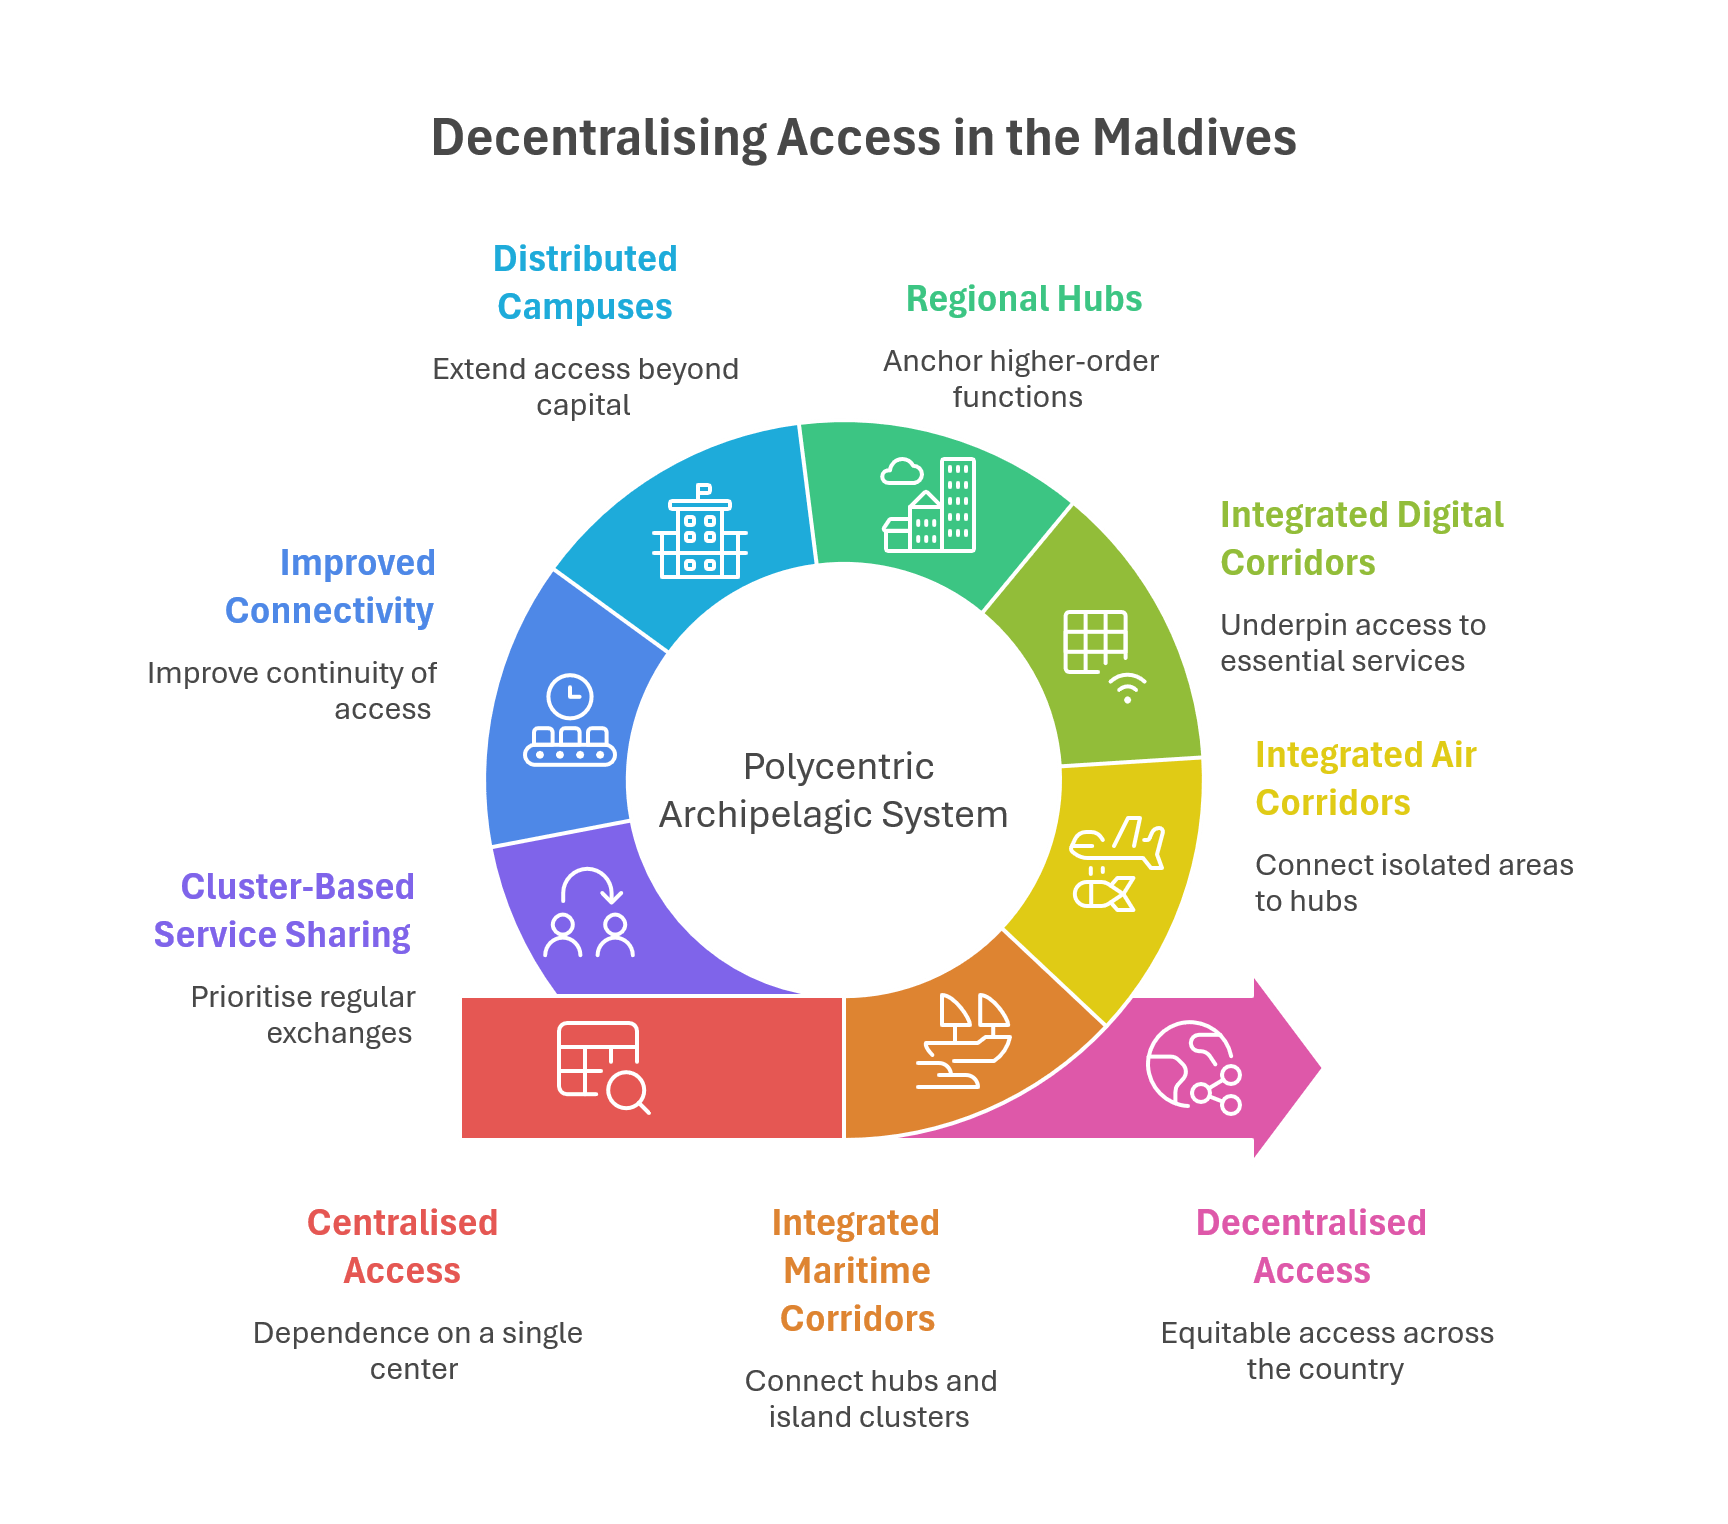 Decentralising Access in the Maldives
Distributed
Campuses
Extend access beyond
capital
Regional Hubs
Anchor higher-order
functions
Integrated Digital
Corridors
Underpin access to
essential services
Improved
Connectivity
Improve continuity of
access
Polycentric
Archipelagic System
Integrated Air
Corridors
Connect isolated areas
to hubs
Cluster-Based
Service Sharing
Prioritise regular
exchanges
Centralised
Access
Dependence on a single
center
Integrated
Maritime
Corridors
Connect hubs and
island clusters
Decentralised
Access
Equitable access across
the country